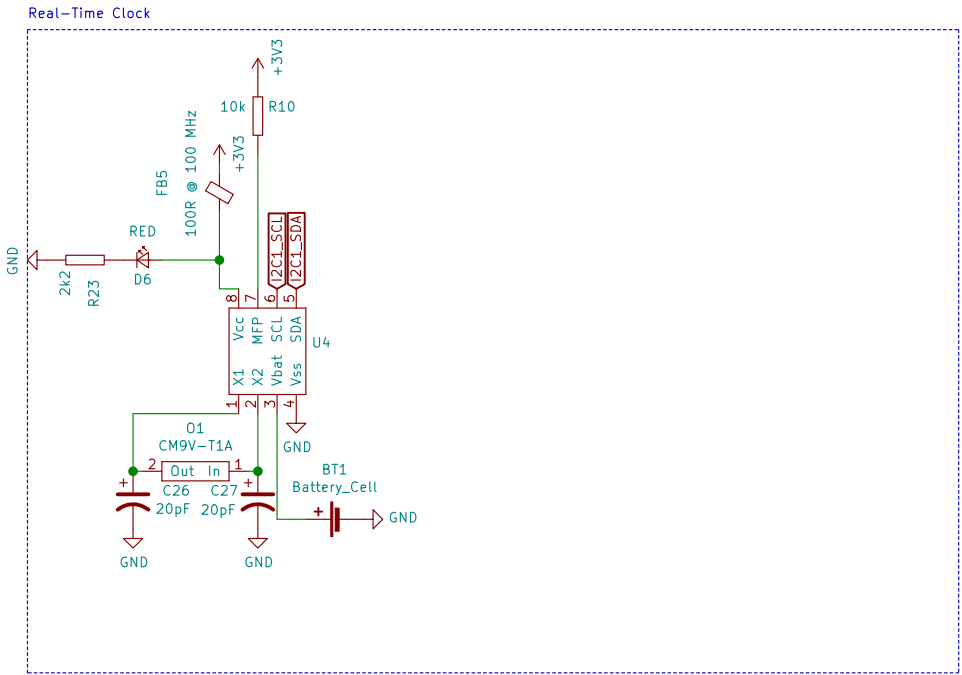 Real-Time Clock
+3V3
10k
R10
+3V3
100R @ 100 MHz
FB5
RED
I2C1_SCL
I2C1_SDA
GND
2k2
R23
D6
8
7
6
5
Vcc
MFP
SCL
SDA
U4
X1
X2
Vbat
Vss
1
2
3
4
O1
GND
CM9V-T1A
2
Out In
1
BT1
+
C26
C27
+
Battery_Cell
20pF
20pF
+
GND
GND
GND